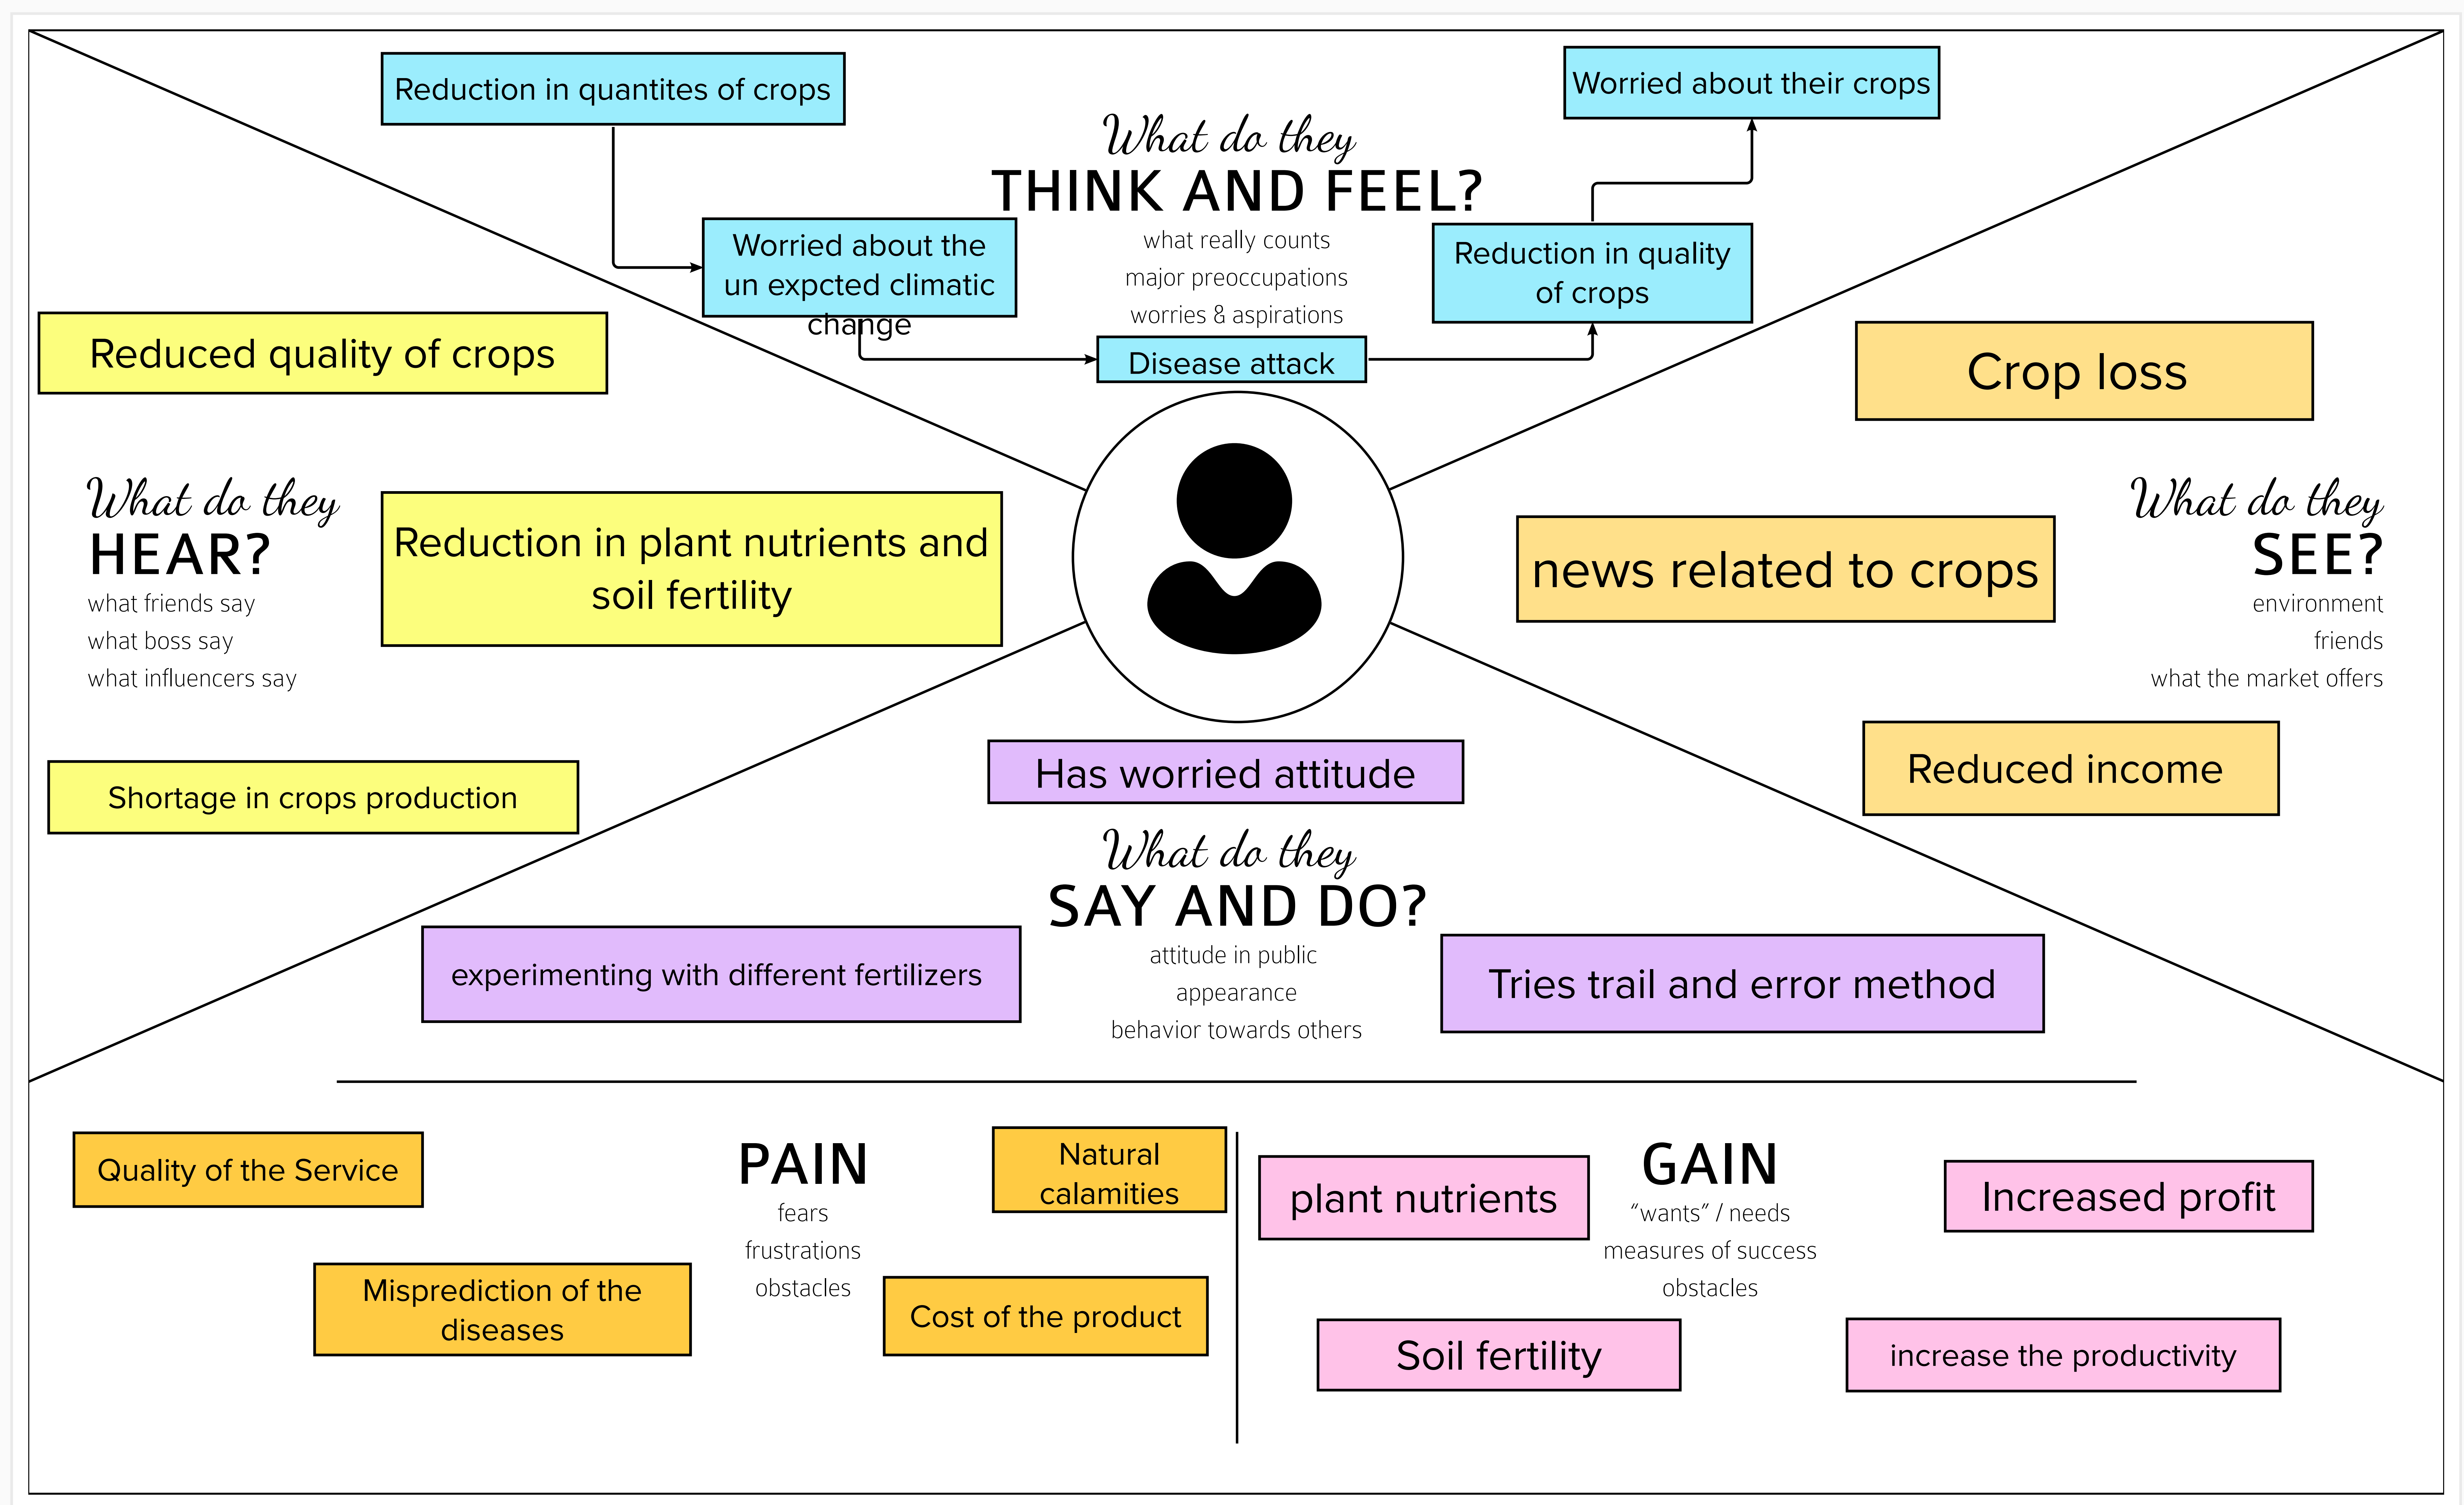 Reduction in quantites of crops
Worried about their crops
What do they
THINK AND FEEL?
what really counts
major preoccupations
worries & aspirations
Worried about the
un expcted climatic
change
Reduction in quality
of crops
Disease attack
Reduced quality of crops
What do they
HEAR?
what friends say
what boss say
what influencers say
Reduction in plant nutrients and
soil fertility
Shortage in crops production
Crop loss
news related to crops
What do they
SEE?
environment
friends
what the market offers
Reduced income
Has worried attitude
What do they
SAY AND DO?
attitude in public
appearance
behavior towards others
experimenting with different fertilizers
Tries trail and error method
Quality of the Service
PAIN
fears
frustrations
obstacles
Natural
calamities
Misprediction of the
diseases
Cost of the product
plant nutrients
GAIN
“wants” / needs
measures of success
obstacles
Increased profit
Soil fertility
increase the productivity